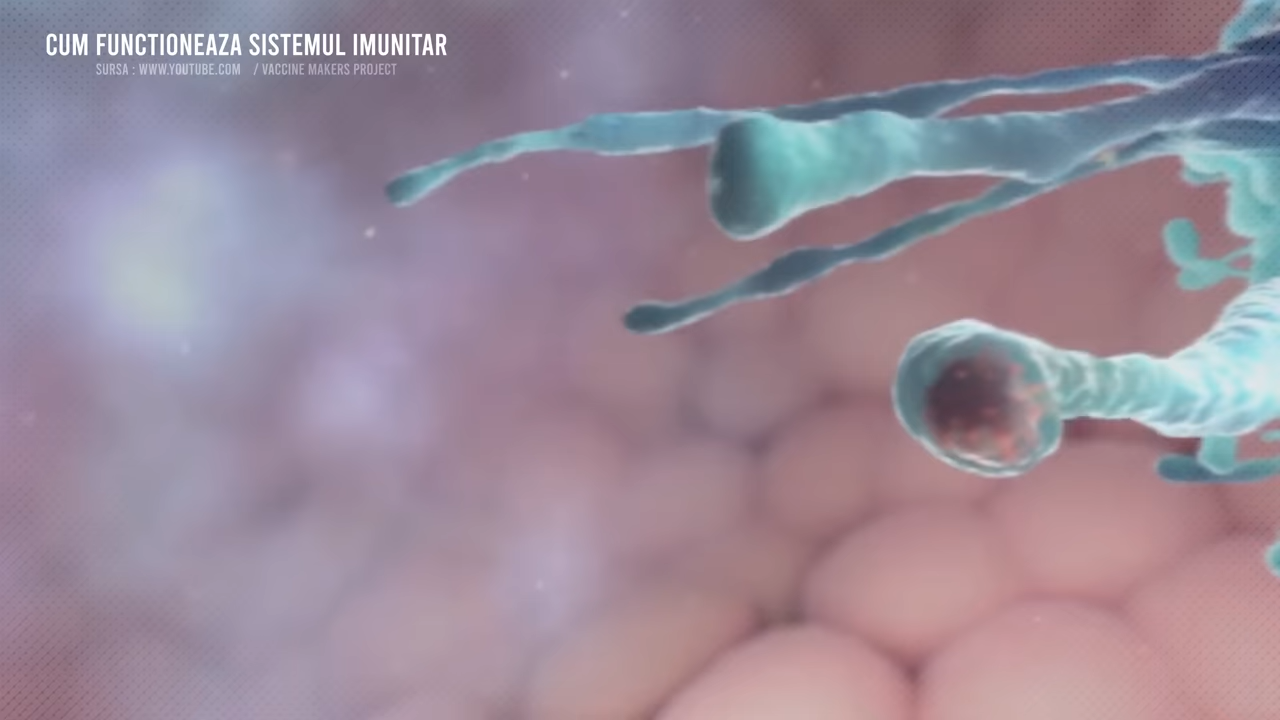 CUM FUNCTIONEAZA SISTEMUL IMUNITAR
SURSA : WWW.YOUTUBE.COM / VACCINE MAKERS PROJECT